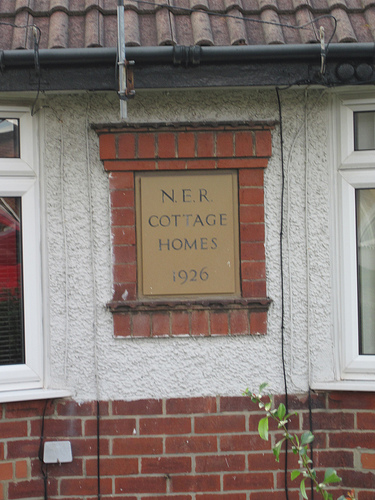 N.E.R.
COTTAGE
HOMES
1926